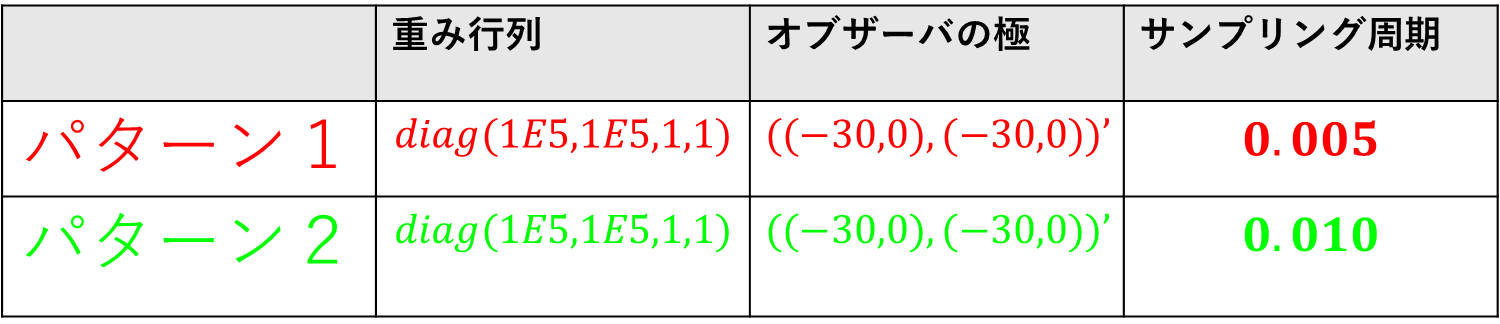 重み行列 オブザーバの極 サンプリング周期
パターン１ diag(1E5,1E5,1,1) ((−30,0),(−30,0))’ 0.005
パターン２ diag(1E5,1E5,1,1) ((−30,0),(−30,0))’ 0.010